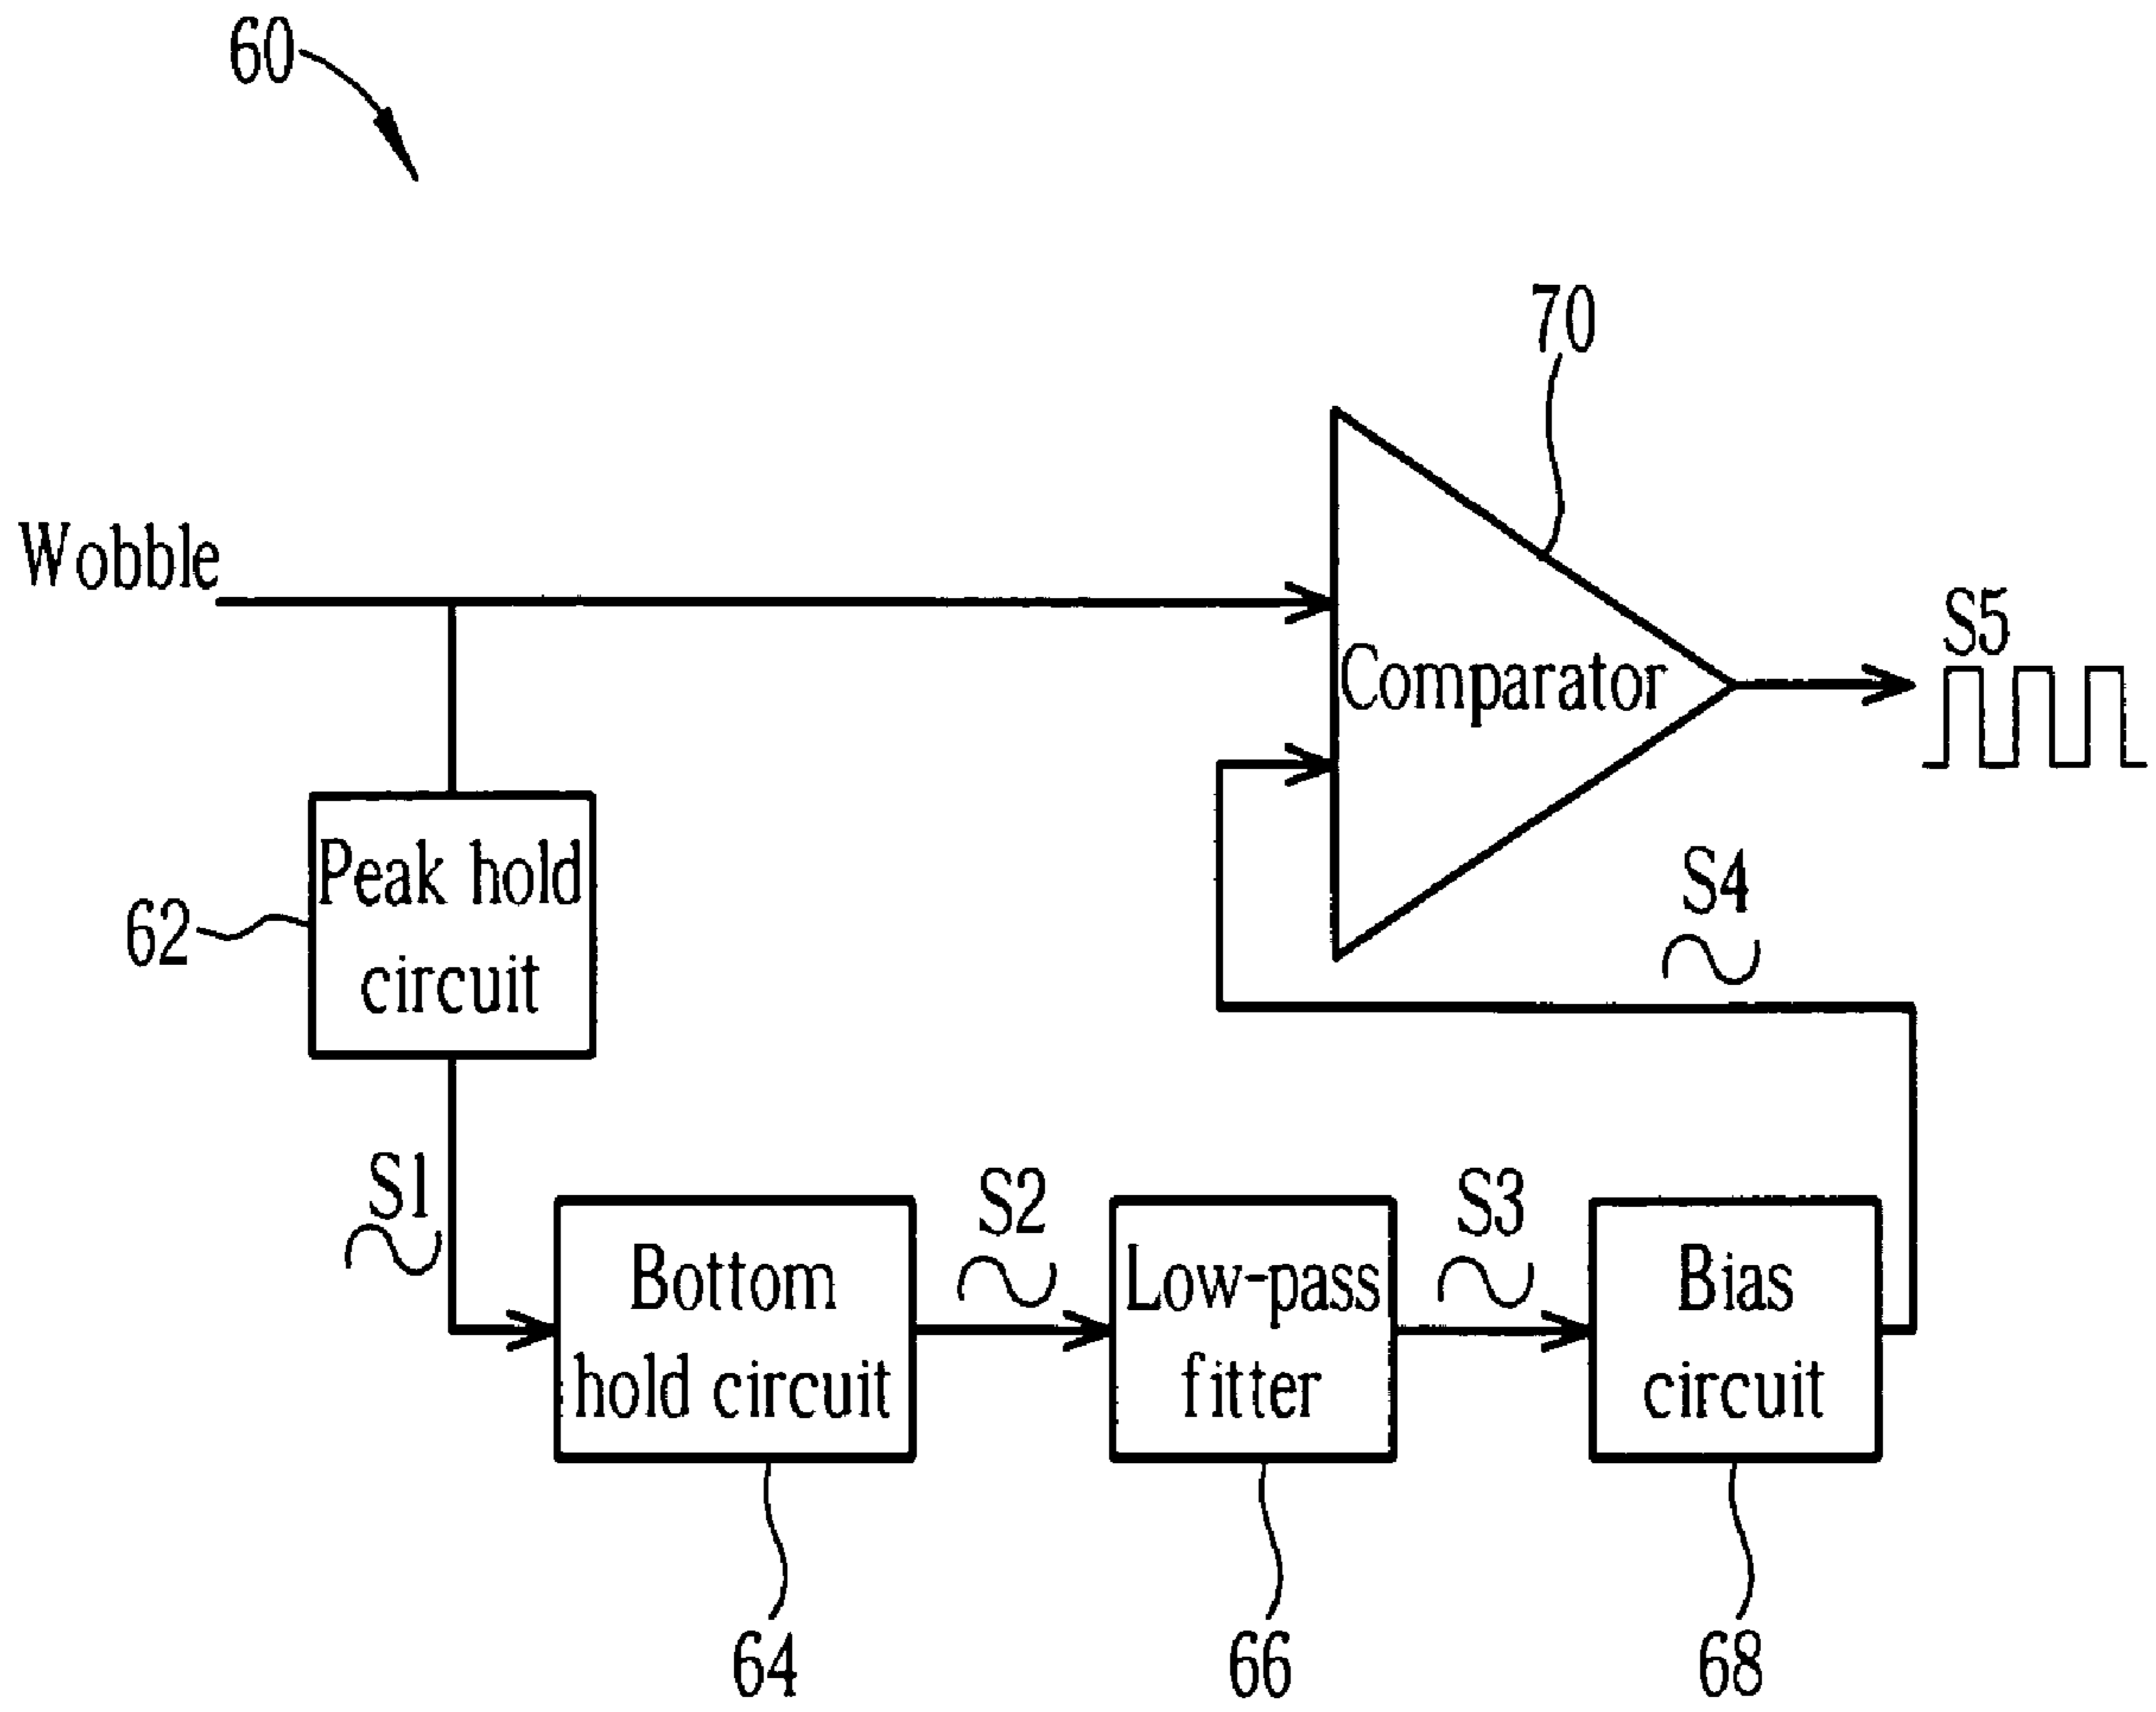 60
70
Wobble
S5
Comparator
Peak hold
circuit
62
S4
S1
S2
S3
Bottom
hold circuit
Low-pass
fitter
Bias
circuit
64
66
68